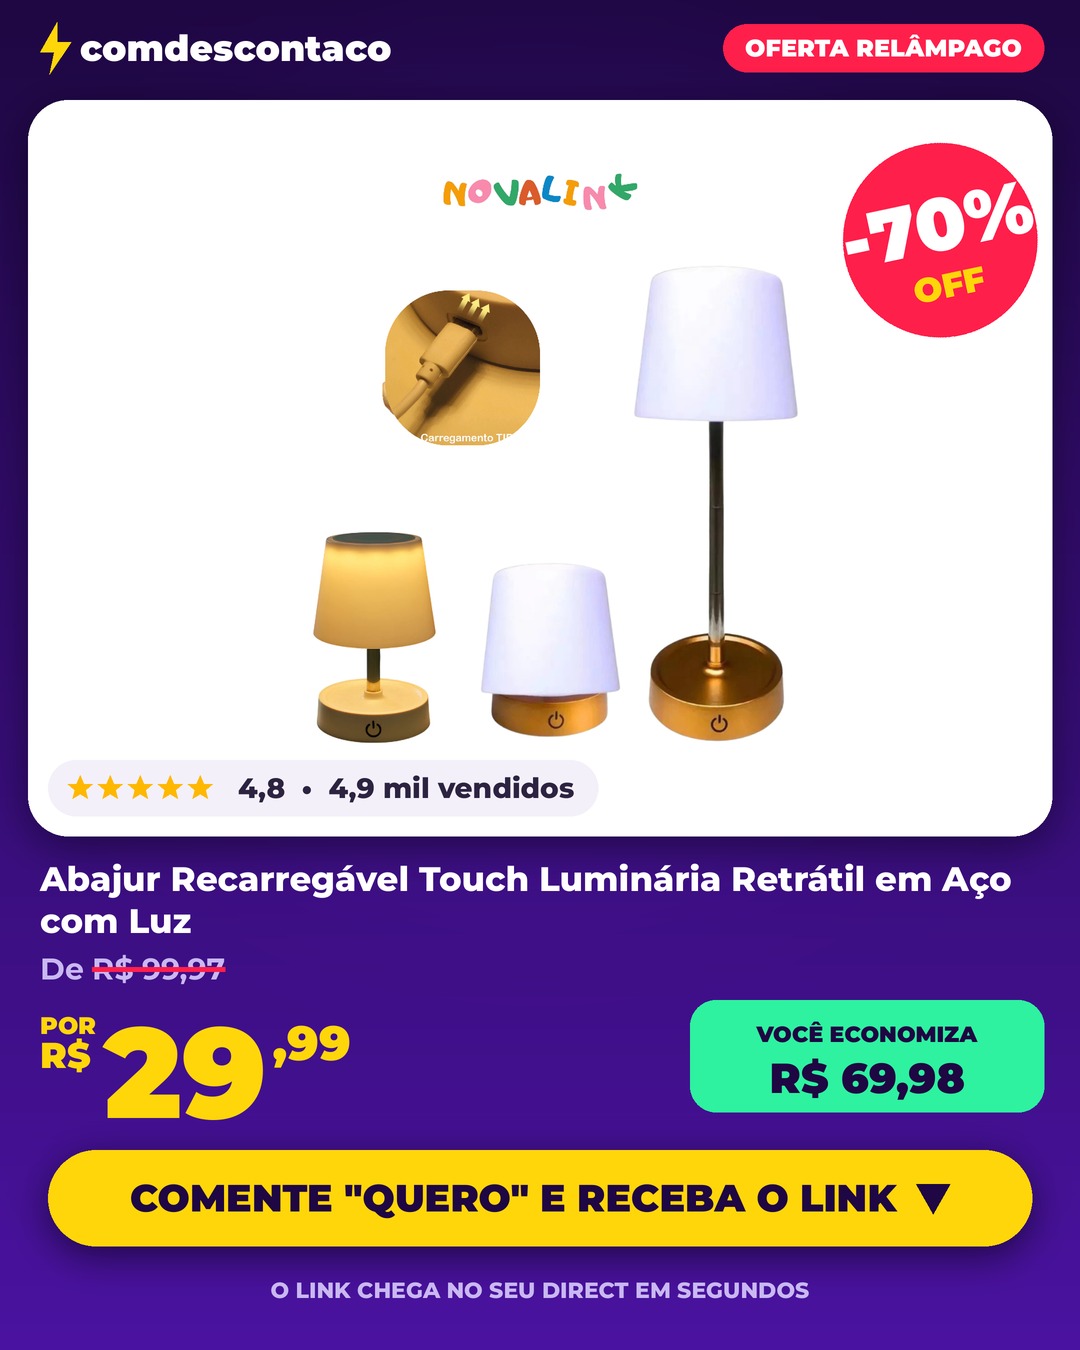 comdescontaco
OFERTA RELÂMPAGO
NOVALINK
-70%
OFF
Carregamento
4,8 • 4,9 mil vendidos
Abajur Recarregável Touch Luminária Retrátil em Aço
com Luz
De R$ 99,97
POR
R$ 29,99
VOCÊ ECONOMIZA
R$ 69,98
COMENTE "QUERO" E RECEBA O LINK ▼
O LINK CHEGA NO SEU DIRECT EM SEGUNDOS